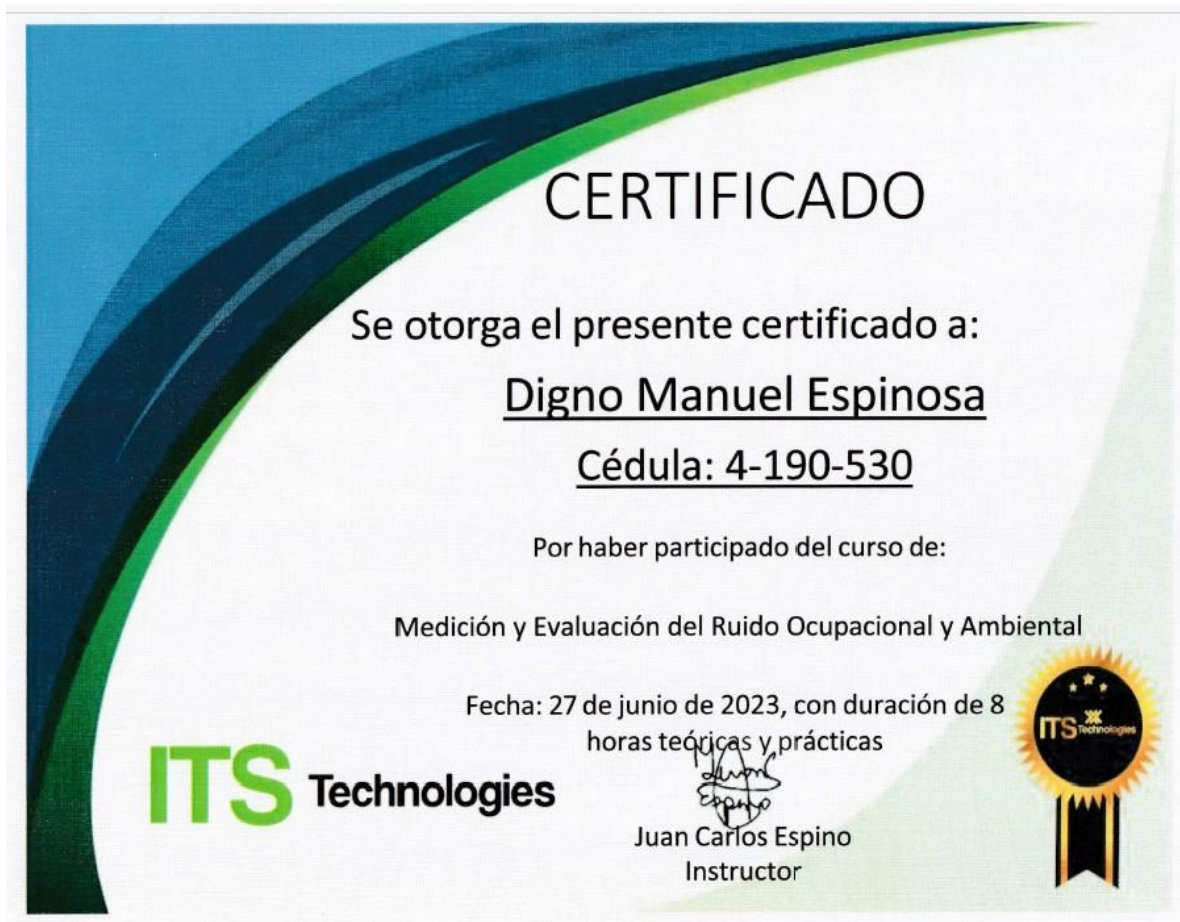 CERTIFICADO
Se otorga el presente certificado a:
Digno Manuel Espinosa
Cédula: 4-190-530
Por haber participado del curso de:
Medición y Evaluación del Ruido Ocupacional y Ambiental
Fecha: 27 de junio de 2023, con duración de 8
horas teóricas y prácticas
ITS Technologies
ITS Technologies
Juan Carlos Espino
Instructor